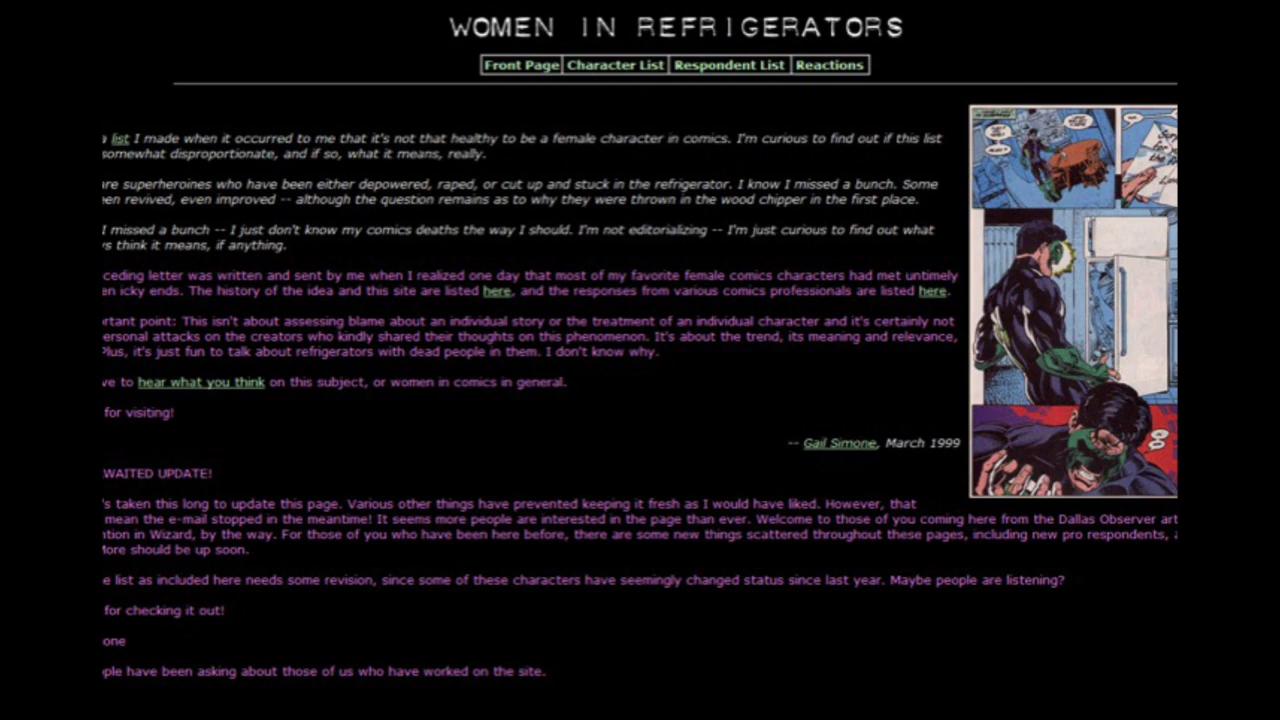 WOMEN IN REFRIGERATORS
Front Page Character List Respondent List Reactions
list I made when it occurred to me that it's not that healthy to be a female character in comics. I'm curious to find out if this list
somewhat disproportionate, and if so, what it means, really.
superheroines who have been either depowered, raped, or cut up and stuck in the refrigerator. I know I missed a bunch. Some
revived, even improved -- although the question remains as to why they were thrown in the wood chipper in the first place.
I missed a bunch -- I just don't know my comics deaths the way I should. I'm not editorializing -- I'm just curious to find out what
think it means, if anything.
ceding letter was written and sent by me when I realized one day that most of my favorite female comics characters had met untimely
icky ends. The history of the idea and this site are listed here, and the responses from various comics professionals are listed here.
rtant point: This isn't about assessing blame about an individual story or the treatment of an individual character and it's certainly not
ersonal attacks on the creators who kindly shared their thoughts on this phenomenon. It's about the trend, its meaning and relevance,
Plus, it's just fun to talk about refrigerators with dead people in them. I don't know why.
ve to hear what you think on this subject, or women in comics in general.
for visiting!
-- Gail Simone, March 1999
WAITED UPDATE!
's taken this long to update this page. Various other things have prevented keeping it fresh as I would have liked. However, that
mean the e-mail stopped in the meantime! It seems more people are interested in the page than ever. Welcome to those of you coming here from the Dallas Observer art
ntion in Wizard, by the way. For those of you who have been here before, there are some new things scattered throughout these pages, including new pro respondents,
More should be up soon.
e list as included here needs some revision, since some of these characters have seemingly changed status since last year. Maybe people are listening?
for checking it out!
one
ple have been asking about those of us who have worked on the site.